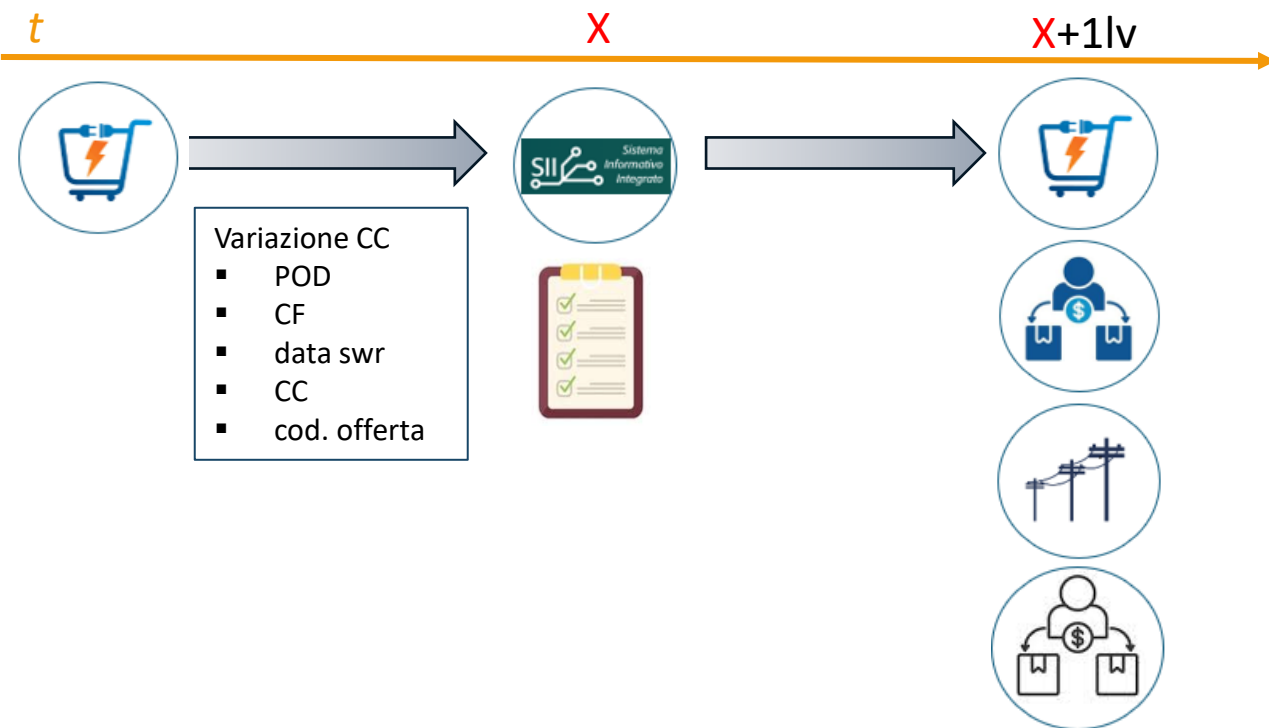 t
X
X+1lv
SII
Sistema
Informativo
Integrato
Variazione CC
▪ POD
▪ CF
▪ data swr
▪ CC
▪ cod. offerta
$
$